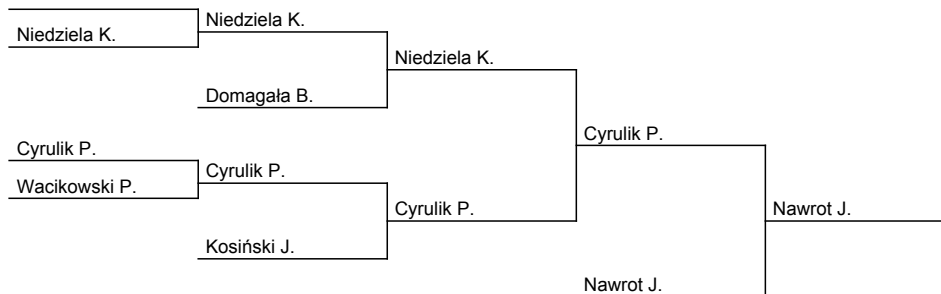 Niedziela K.
Niedziela K.
Niedziela K.
Domagała B.
Cyrulik P.
Cyrulik P.
Wacikowski P.
Cyrulik P.
Cyrulik P.
Nawrot J.
Kosiński J.
Nawrot J.